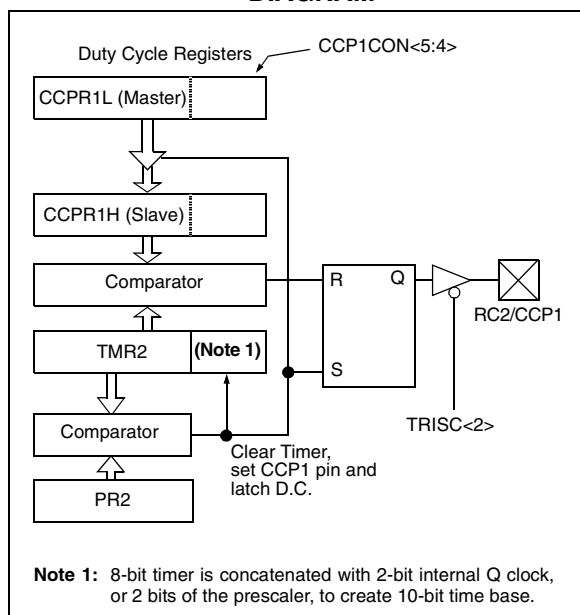 Duty Cycle Registers
CCP1CON<5:4>
CCPR1L (Master)
CCPR1H (Slave)
Comparator
R
Q
RC2/CCP1
TMR2
(Note 1)
S
TRISC<2>
Comparator
Clear Timer,
set CCP1 pin and
latch D.C.
PR2
Note 1: 8-bit timer is concatenated with 2-bit internal Q clock,
or 2 bits of the prescaler, to create 10-bit time base.